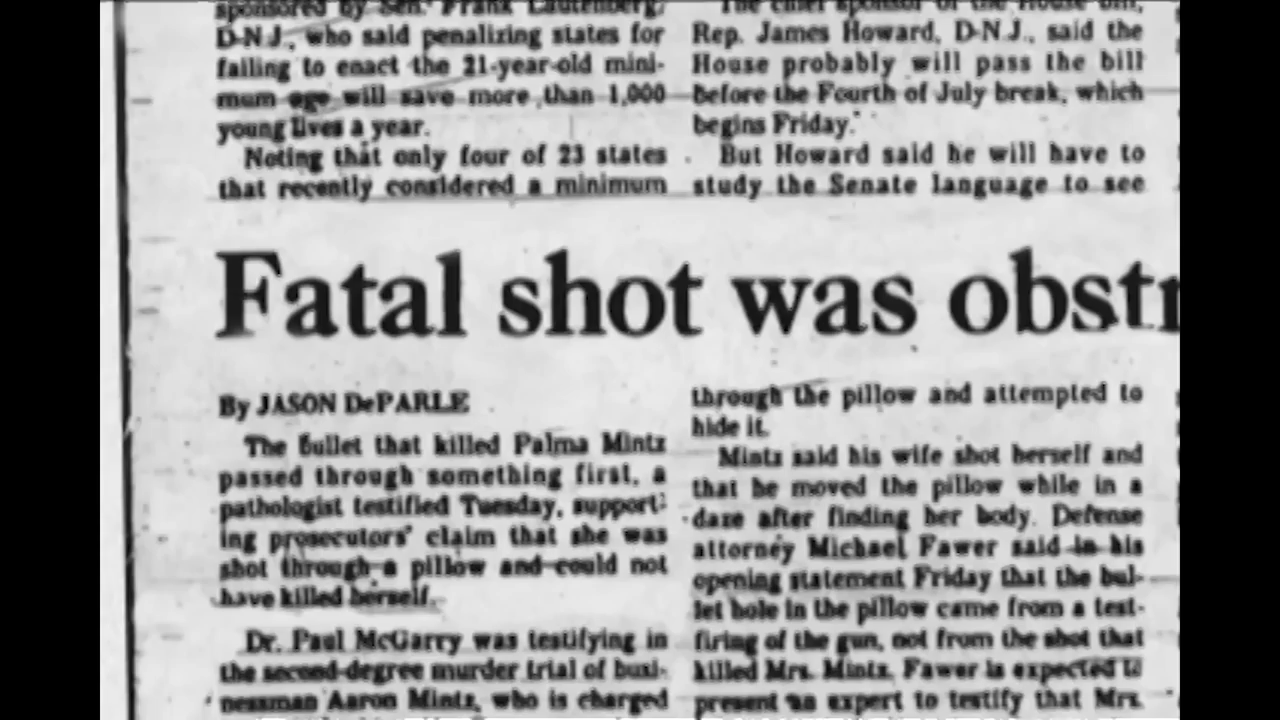 sponsored by Sen. Frank Lautenberg,
D-N.J., who said penalizing states for
failing to enact the 21-year-old mini-
mum age will save more than 1,000
young lives a year.
Noting that only four of 23 states
that recently considered a minimum
The chief sponsor of the House bill,
Rep. James Howard, D-N.J., said the
House probably will pass the bill
before the Fourth of July break, which
begins Friday.
But Howard said he will have to
study the Senate language to see
Fatal shot was obstr
By JASON DePARLE
The bullet that killed Palma Mintz
passed through something first, a
pathologist testified Tuesday, support-
ing prosecutors' claim that she was
shot through a pillow and could not
have killed herself.
Dr. Paul McGarry was testifying in
the second-degree murder trial of busi-
nessman Aaron Mintz, who is charged
through the pillow and attempted to
hide it.
Mintz said his wife shot herself and
that he moved the pillow while in a
daze after finding her body. Defense
attorney Michael Fawer said in his
opening statement Friday that the bul-
let hole in the pillow came from a test-
firing of the gun, not from the shot that
killed Mrs. Mintz. Fawer is expected to
present an expert to testify that Mrs.